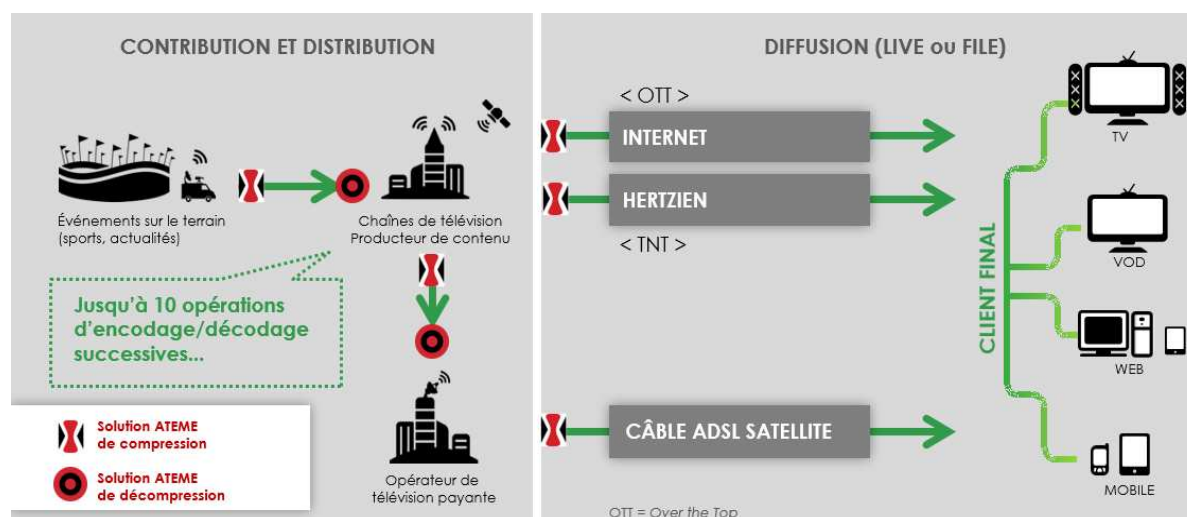 CONTRIBUTION ET DISTRIBUTION
Événements sur le terrain
(sports, actualités)
Chaînes de télévision
Producteur de contenu
Jusqu'à 10 opérations
d'encodage/décodage
successives...
Solution ATEME
de compression
Solution ATEME
de décompression
Opérateur de
télévision payante
DIFFUSION (LIVE ou FILE)
< OTT >
INTERNET
HERTZIEN
< TNT >
CÂBLE ADSL SATELLITE
OTT = Over the Top
CLIENT FINAL
TV
VOD
WEB
MOBILE